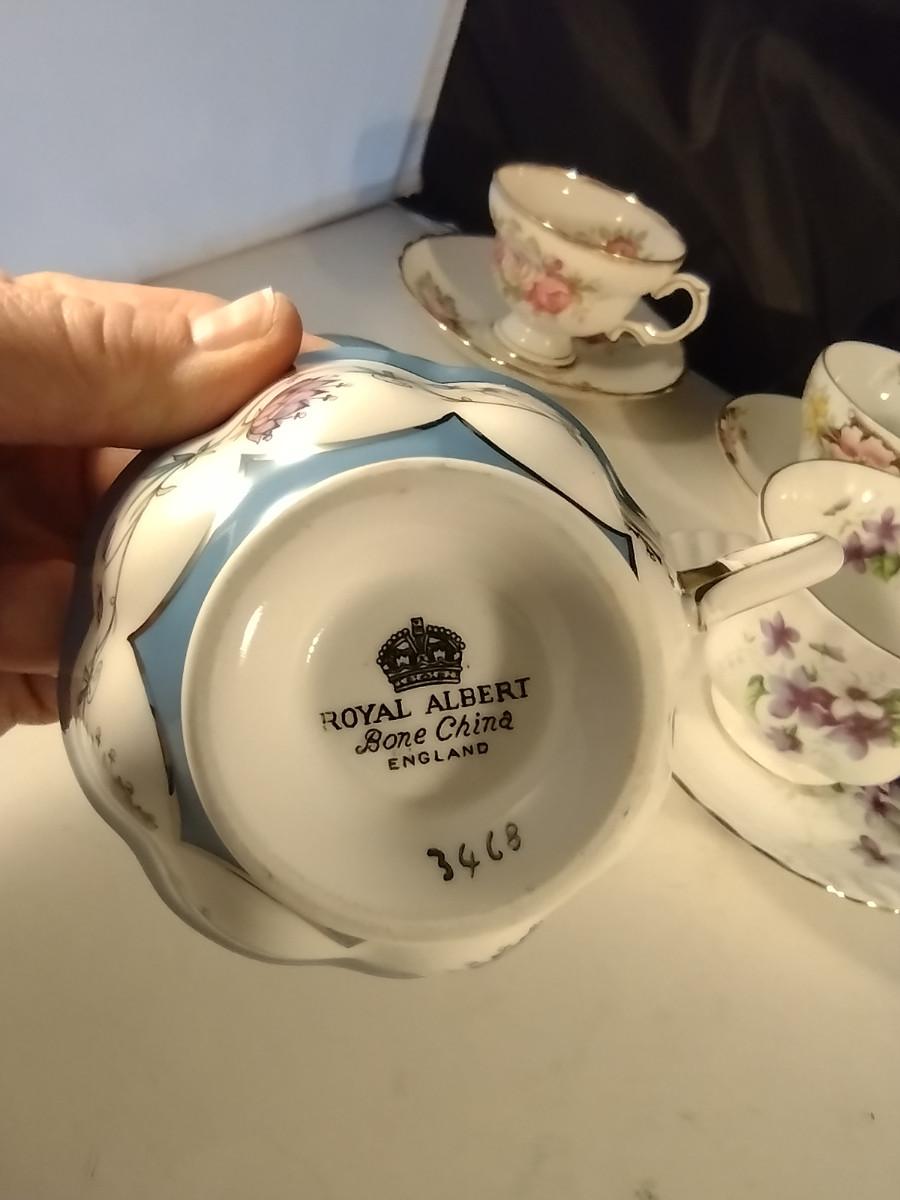 ROYAL ALBERT
Bone China
ENGLAND
3468